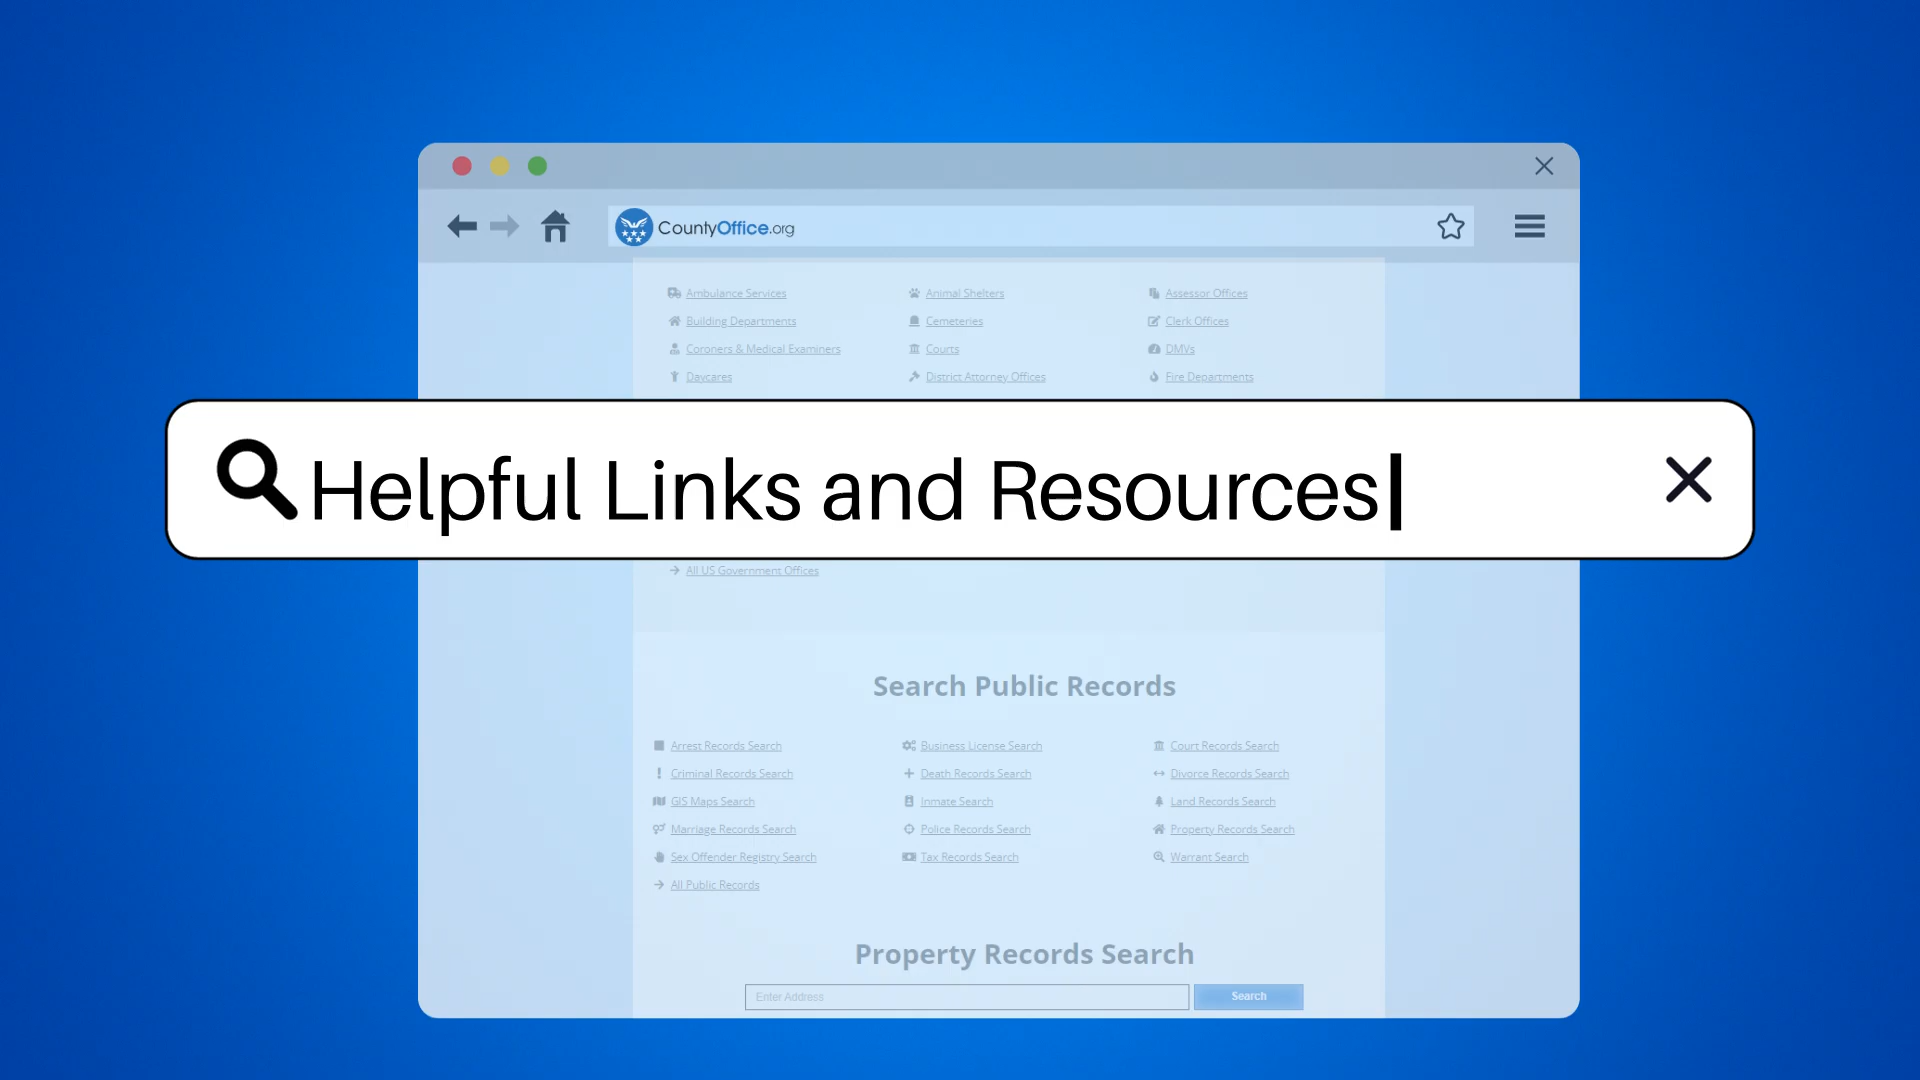 CountyOffice.org
Ambulance Services Animal Shelters Assessor Offices
Building Departments Cemeteries Clerk Offices
Coroners & Medical Examiners Courts DMVs
Daycares District Attorney Offices Fire Departments
Helpful Links and Resources
All US Government Offices
Search Public Records
Arrest Records Search Business License Search Court Records Search
Criminal Records Search Death Records Search Divorce Records Search
GIS Maps Search Inmate Search Land Records Search
Marriage Records Search Police Records Search Property Records Search
Sex Offender Registry Search Tax Records Search Warrant Search
All Public Records
Property Records Search
Enter Address Search